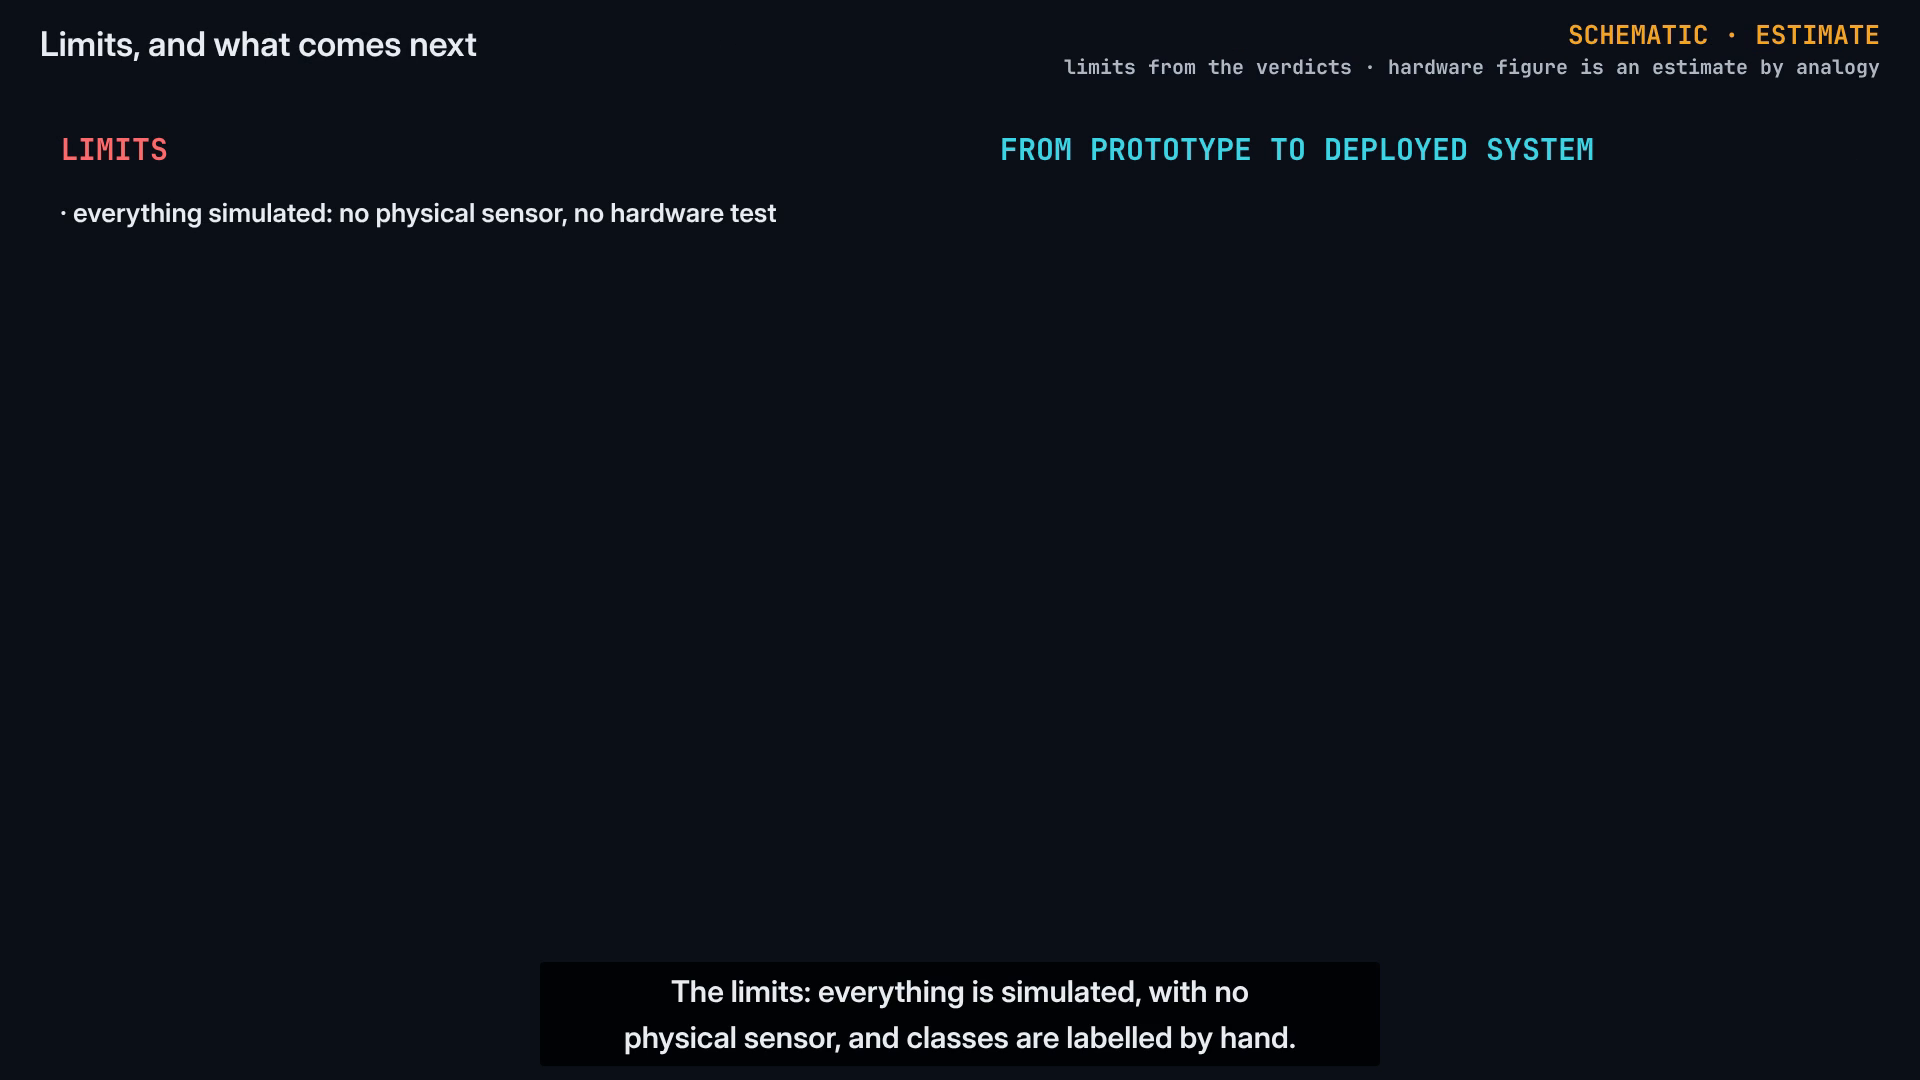 Limits, and what comes next
SCHEMATIC · ESTIMATE
limits from the verdicts · hardware figure is an estimate by analogy
LIMITS
· everything simulated: no physical sensor, no hardware test
FROM PROTOTYPE TO DEPLOYED SYSTEM
The limits: everything is simulated, with no
physical sensor, and classes are labelled by hand.